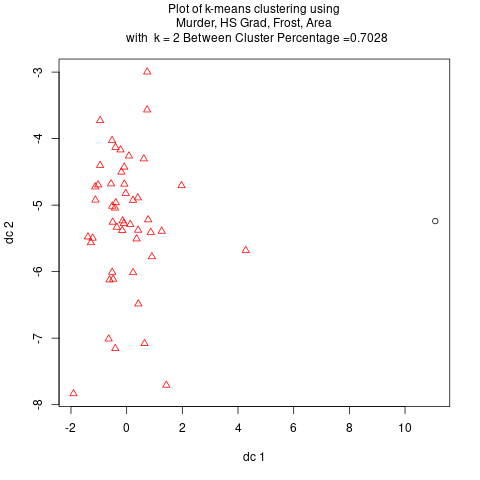 Plot of k-means clustering using
Murder, HS Grad, Frost, Area
with  k = 2 Between Cluster Percentage =0.7028
-3
-4
-5
-6
-7
-8
dc 2
-2 0 2 4 6 8 10
dc 1